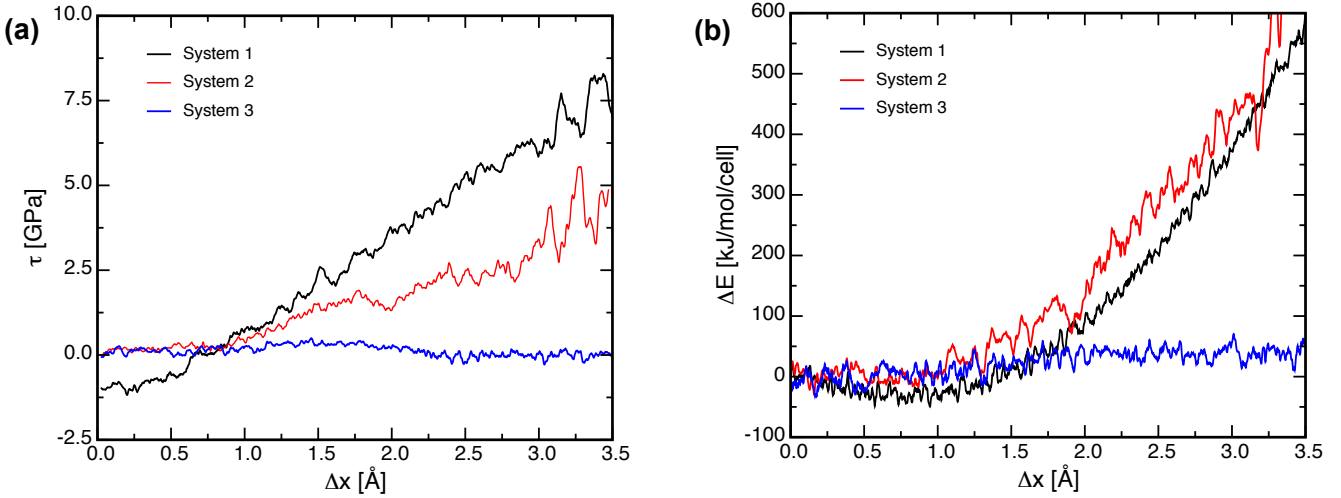 (a)
10.0
7.5
5.0
2.5
0.0
-2.5
τ [GPa]
System 1
System 2
System 3
0.0 0.5 1.0 1.5 2.0 2.5 3.0 3.5
Δx [Å]
(b)
600
500
400
300
200
100
0
-100
ΔE [kJ/mol/cell]
System 1
System 2
System 3
0.0 0.5 1.0 1.5 2.0 2.5 3.0 3.5
Δx [Å]